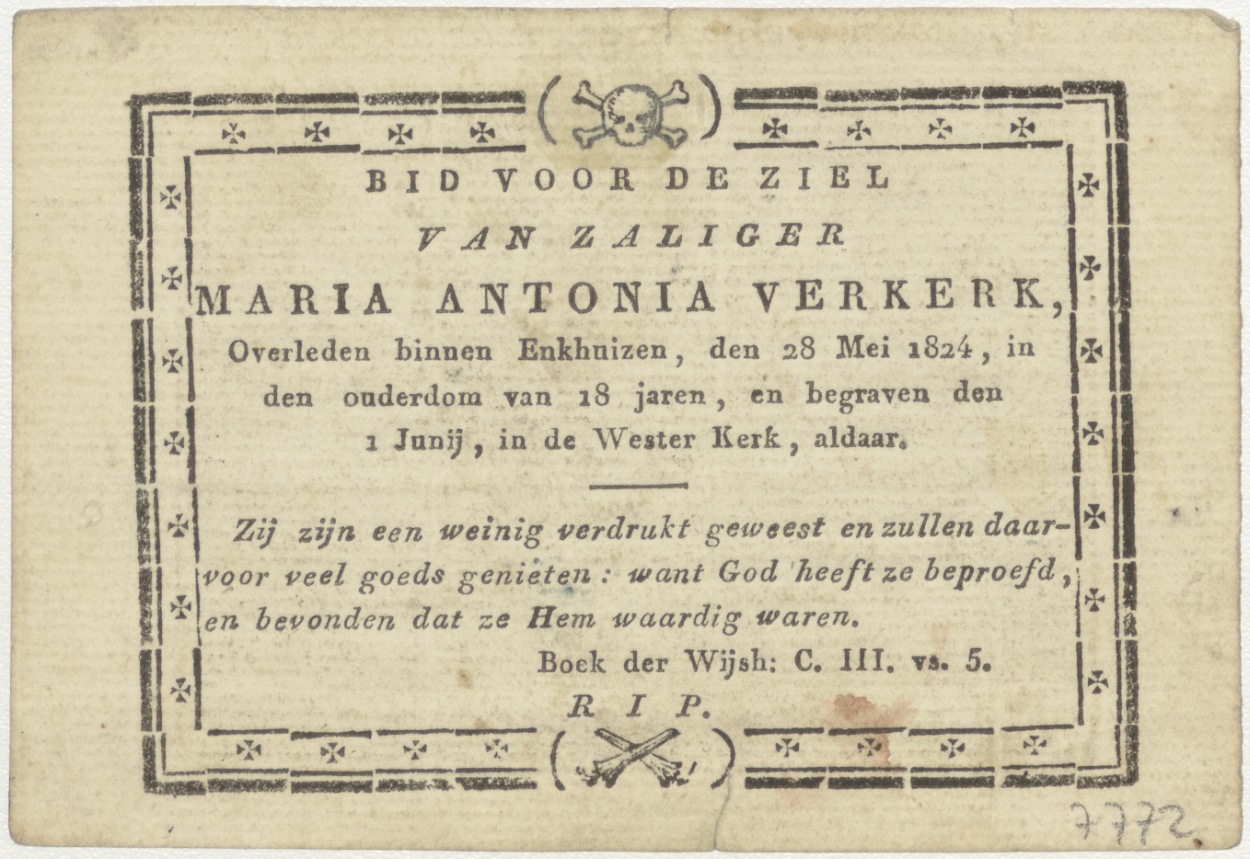 BID VOOR DE ZIEL
VAN ZALIGER
MARIA ANTONIA VERKERK,
Overleden binnen Enkhuizen, den 28 Mei 1824, in
den ouderdom van 18 jaren, en begraven den
1 Junij, in de Wester Kerk, aldaar.
Zij zijn een weinig verdrukt geweest en zullen daar-
voor veel goeds genieten: want God heeft ze beproefd,
en bevonden dat ze Hem waardig waren.
Boek der Wijsh: C. III. vs. 5.
R I P.
7772